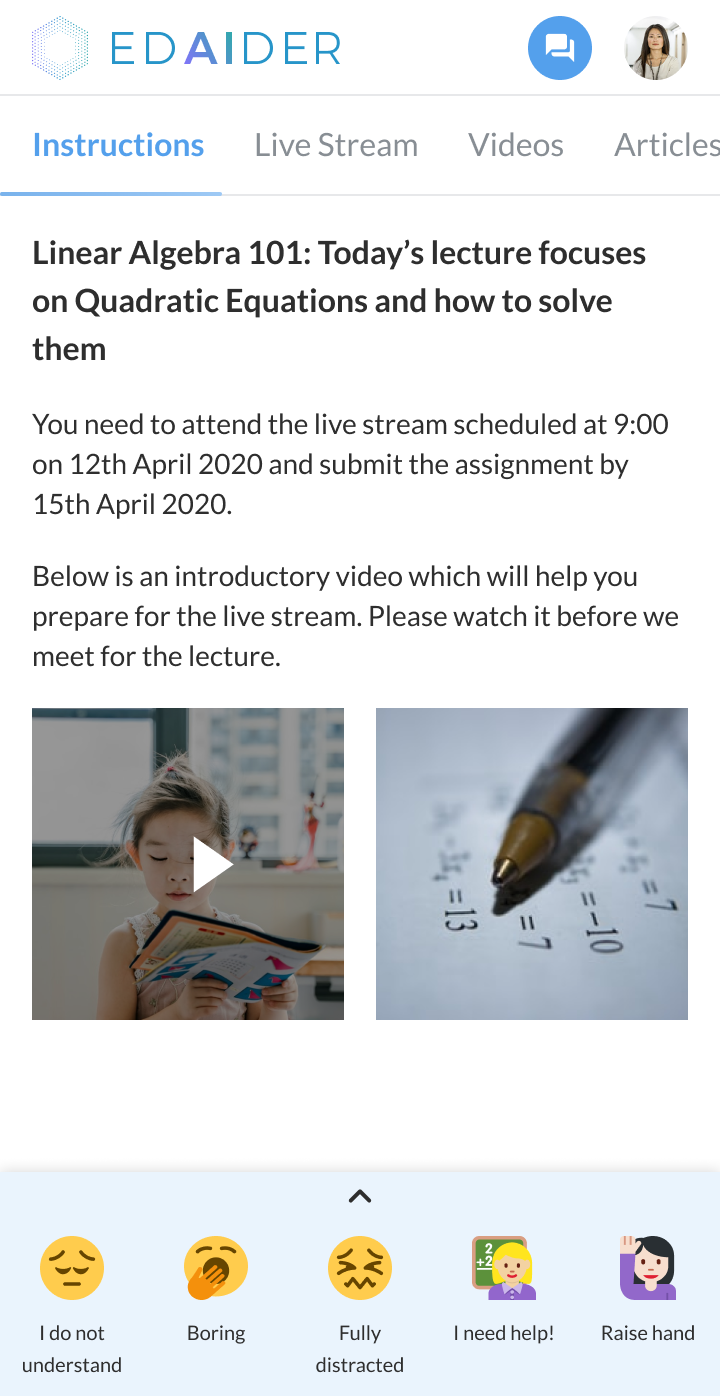 EDAIDER
Instructions Live Stream Videos Articles
Linear Algebra 101: Today’s lecture focuses
on Quadratic Equations and how to solve
them
You need to attend the live stream scheduled at 9:00
on 12th April 2020 and submit the assignment by
15th April 2020.
Below is an introductory video which will help you
prepare for the live stream. Please watch it before we
meet for the lecture.
=13
=7
=-10
=7
2
+2
I do not
understand
Boring
Fully
distracted
I need help!
Raise hand